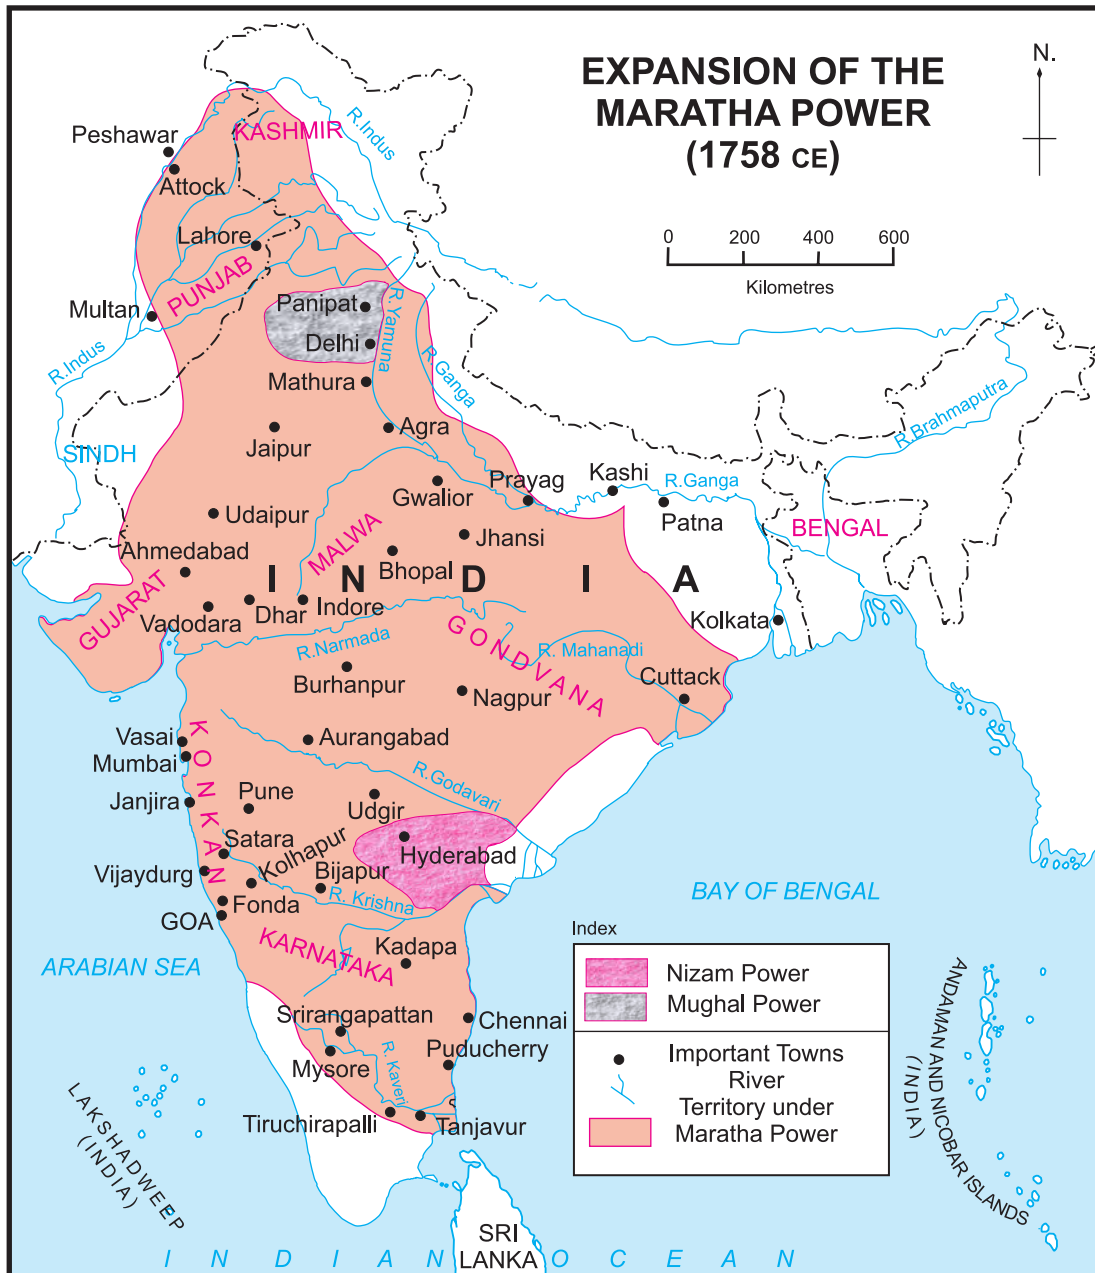 EXPANSION OF THE
MARATHA POWER
(1758 CE)
N.
0 200 400 600
Kilometres
Peshawar
KASHMIR
R.Indus
Attock
Lahore
PUNJAB
Multan
Panipat
R.Yamuna
Delhi
R.Indus
R.Ganga
Mathura
R.Brahmaputra
Agra
Jaipur
SINDH
Kashi
Prayag
R.Ganga
Gwalior
Patna
Udaipur
MALWA
Jhansi
BENGAL
Ahmedabad
Bhopal
I N D I A
GUJARAT
Dhar
Indore
Vadodara
Kolkata
GONDVANA
R.Narmada
R. Mahanadi
Burhanpur
Cuttack
Nagpur
KONKAN
Vasai
Aurangabad
Mumbai
R.Godavari
Janjira
Pune
Udgir
Satara
Kolhapur
Hyderabad
Vijaydurg
Bijapur
R. Krishna
Fonda
GOA
BAY OF BENGAL
KARNATAKA
Kadapa
ARABIAN SEA
Index
Nizam Power
Mughal Power
Important Towns
River
Territory under
Maratha Power
Srirangapattan
Chennai
Puducherry
Mysore
R. Kaveri
Tiruchirapalli
Tanjavur
LAKSHADWEEP
(INDIA)
ANDAMAN AND NICOBAR ISLANDS
(INDIA)
SRI
LANKA
INDIAN OCEAN